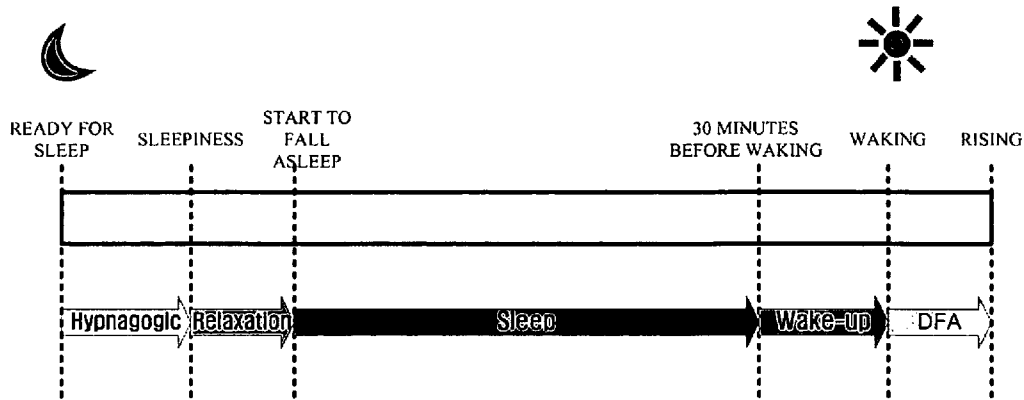 READY FOR
SLEEP
SLEEPINESS
START TO
FALL
ASLEEP
30 MINUTES
BEFORE WAKING
WAKING
RISING
Hypnagogic
Relaxation
Sleep
Wake-up
DFA